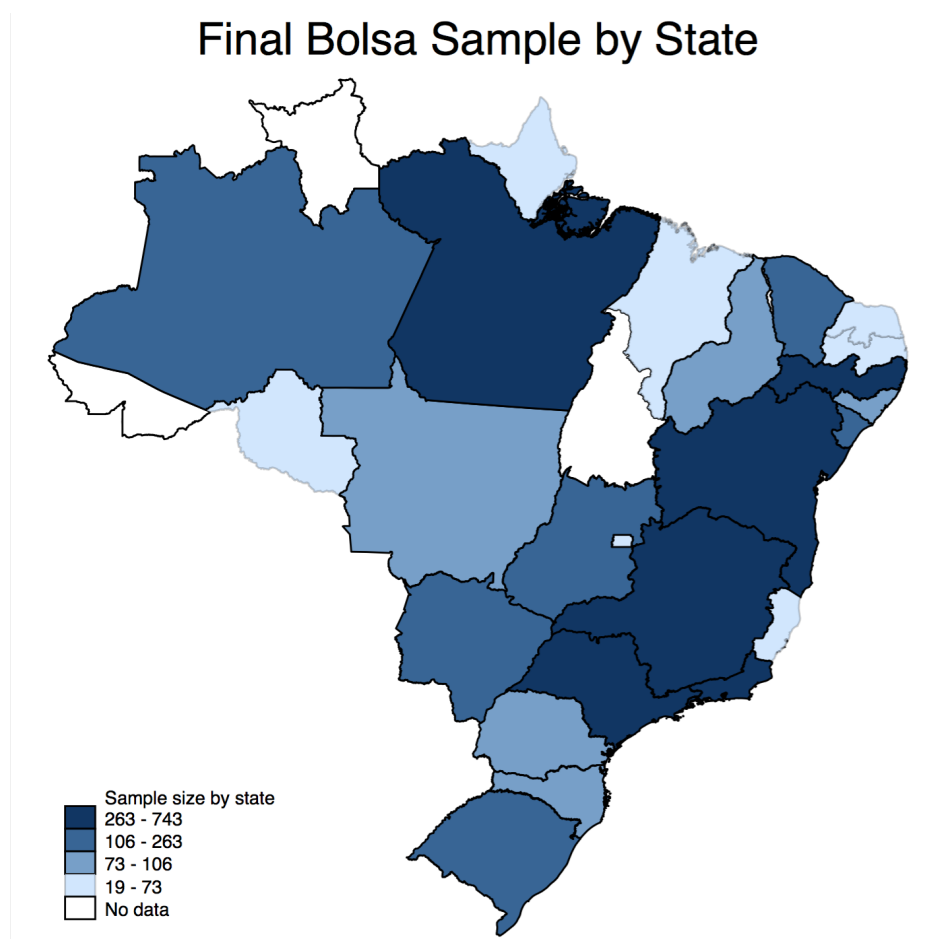 Final Bolsa Sample by State
Sample size by state
263 - 743
106 - 263
73 - 106
19 - 73
No data